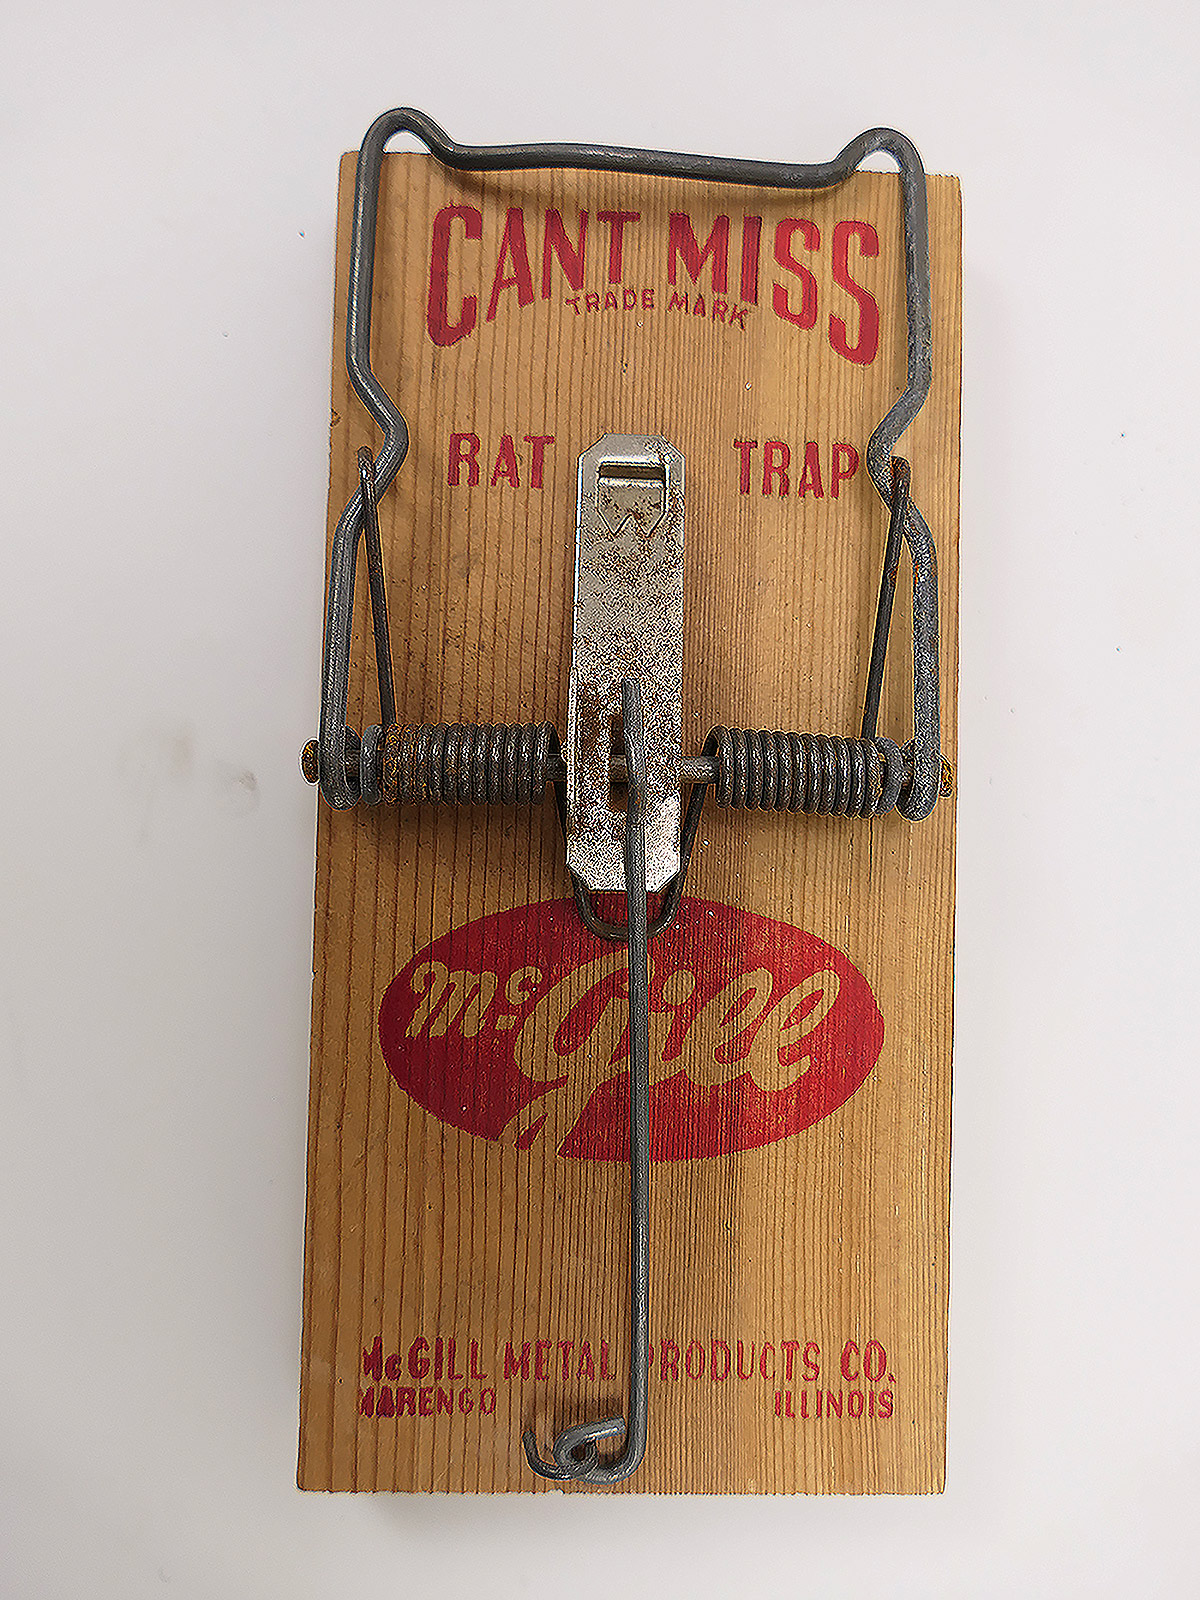 CANT MISS
TRADE MARK
RAT TRAP
McGill
McGILL METAL PRODUCTS CO.
MARENGO ILLINOIS